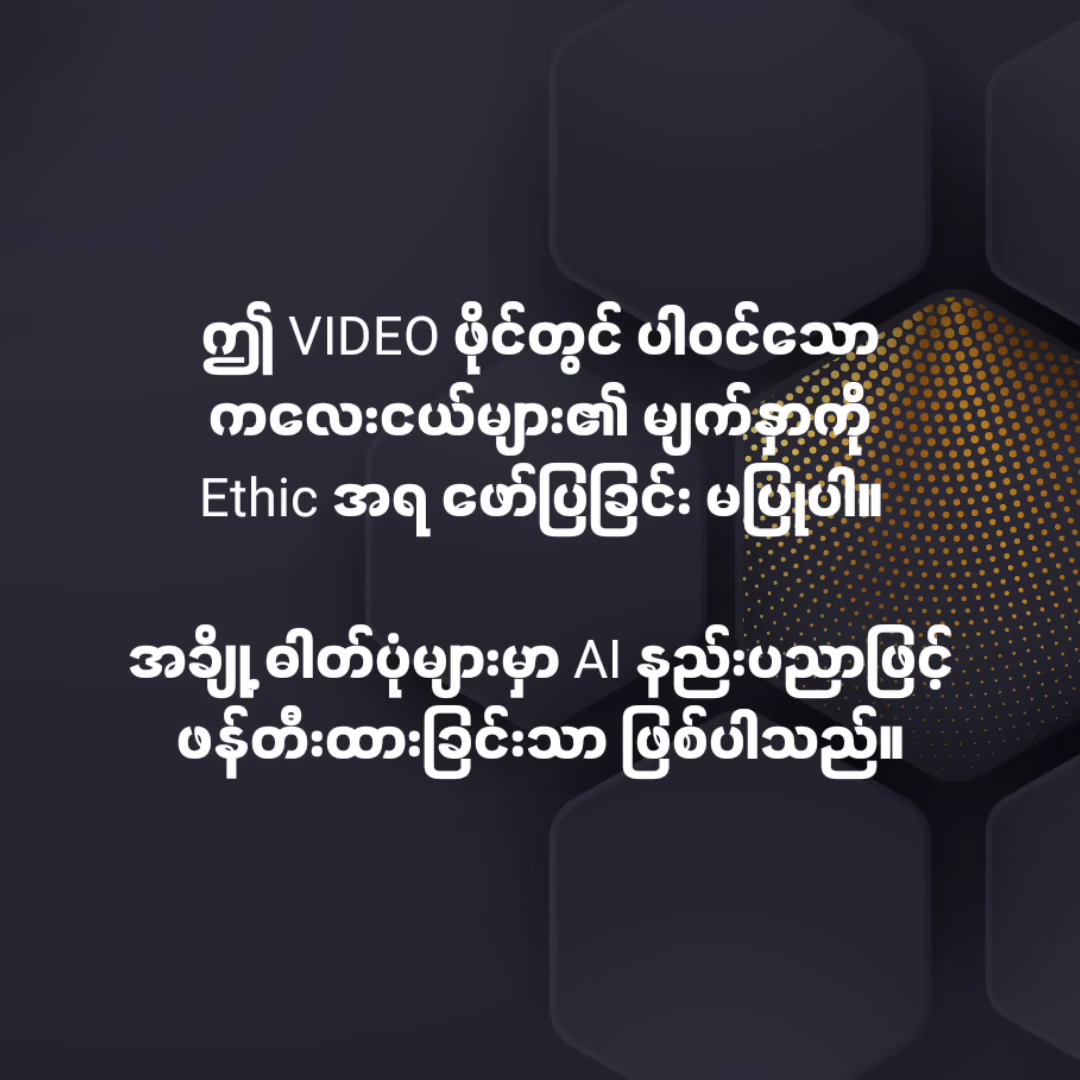 ဤ VIDEO ဖိုင်တွင် ပါဝင်သော
ကလေးငယ်များ၏ မျက်နှာကို
Ethic အရ ဖော်ပြခြင်း မပြုပါ။
အချို့ ဓါတ်ပုံများမှာ AI နည်းပညာဖြင့်
ဖန်တီးထားခြင်းသာ ဖြစ်ပါသည်။